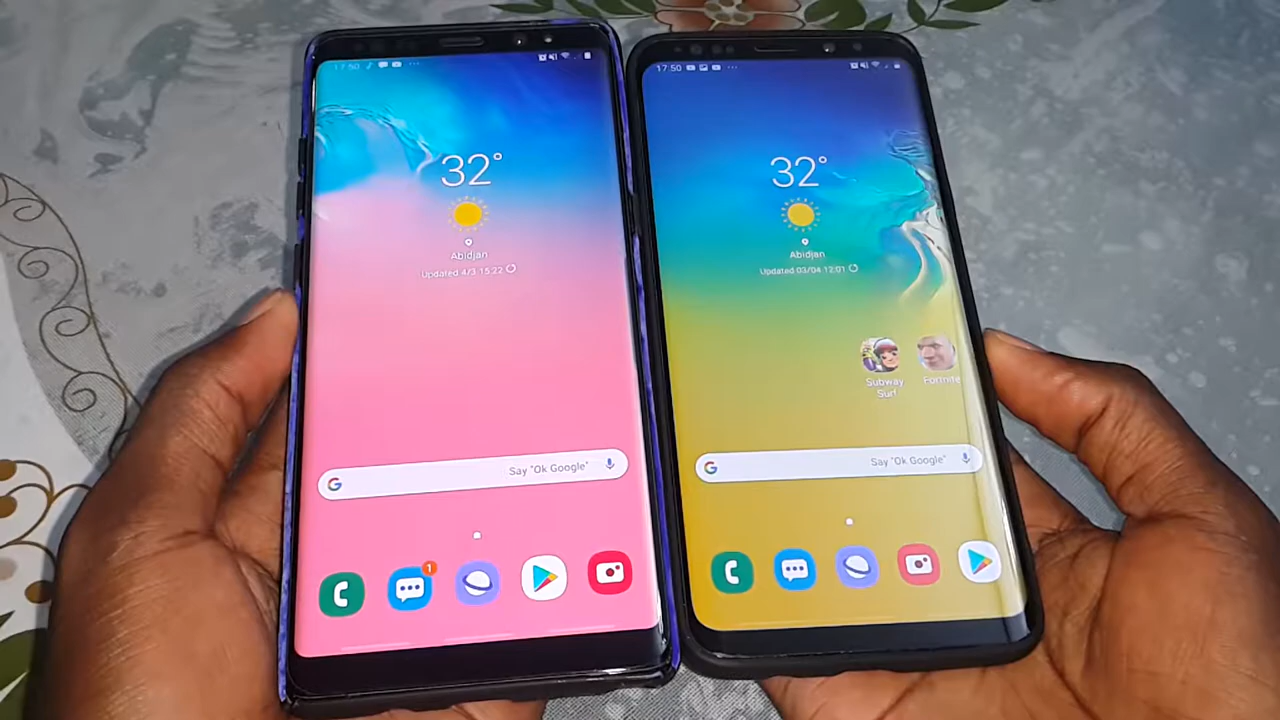 17:50
32°
Abidjan
Updated 4/3 15:22
Say "Ok Google"
1
17:50
32°
Abidjan
Updated 03/04 12:01
Subway
Surf
Fortnite
Say "Ok Google"